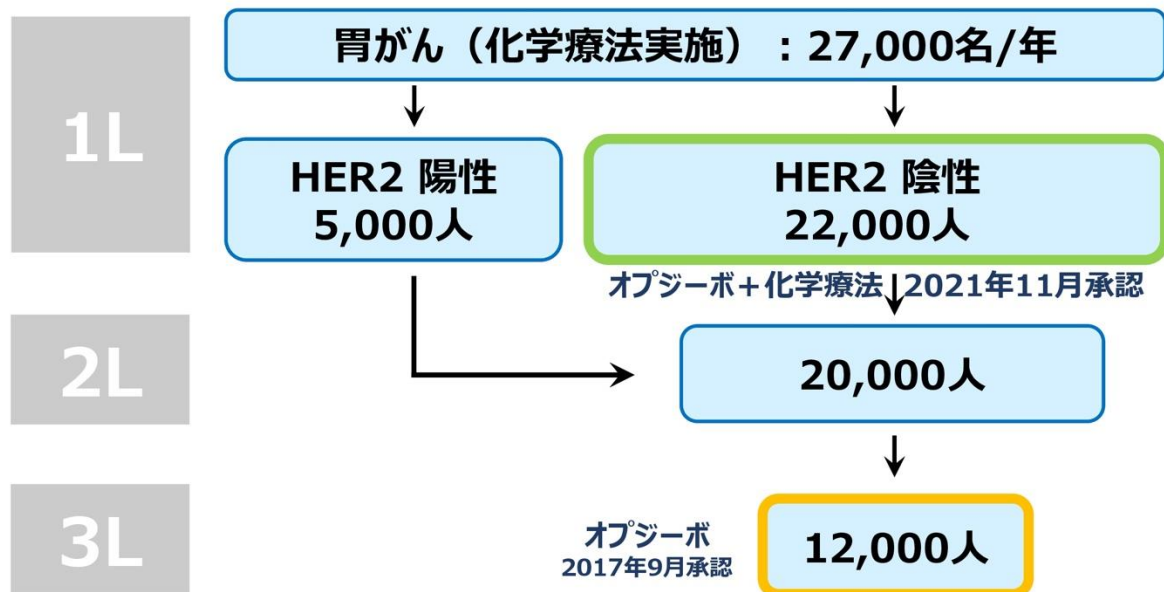 1L
胃がん（化学療法実施）：27,000名/年
HER2 陽性
5,000人
HER2 陰性
22,000人
オプジーボ＋化学療法 2021年11月承認
2L
20,000人
3L
オプジーボ
2017年9月承認
12,000人